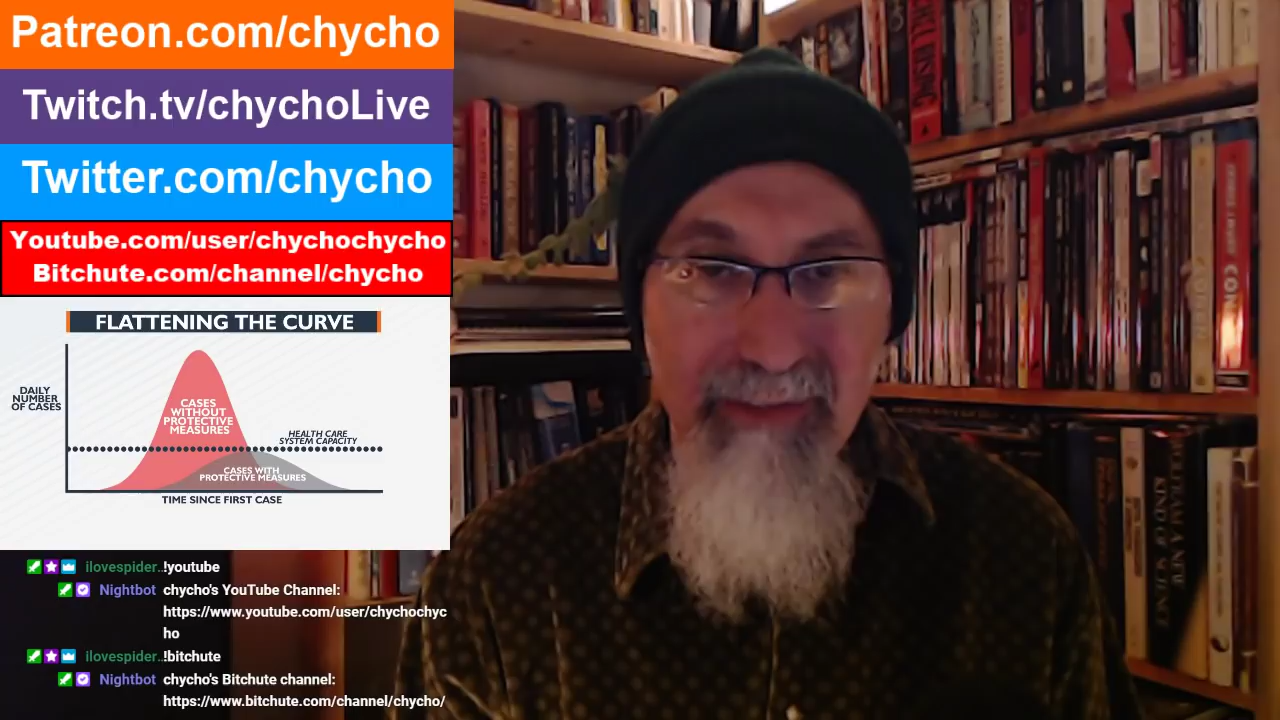 Patreon.com/chycho
Twitch.tv/chychoLive
Twitter.com/chycho
Youtube.com/user/chychochycho
Bitchute.com/channel/chycho
FLATTENING THE CURVE
DAILY
NUMBER
OF CASES
CASES
WITHOUT
PROTECTIVE
MEASURES
HEALTH CARE
SYSTEM CAPACITY
CASES WITH
PROTECTIVE MEASURES
TIME SINCE FIRST CASE
ilovespider..!youtube
Nightbot chycho's YouTube Channel:
https://www.youtube.com/user/chychochyc
ho
ilovespider..!bitchute
Nightbot chycho's Bitchute channel:
https://www.bitchute.com/channel/chycho/
KIND OF SCIENCE